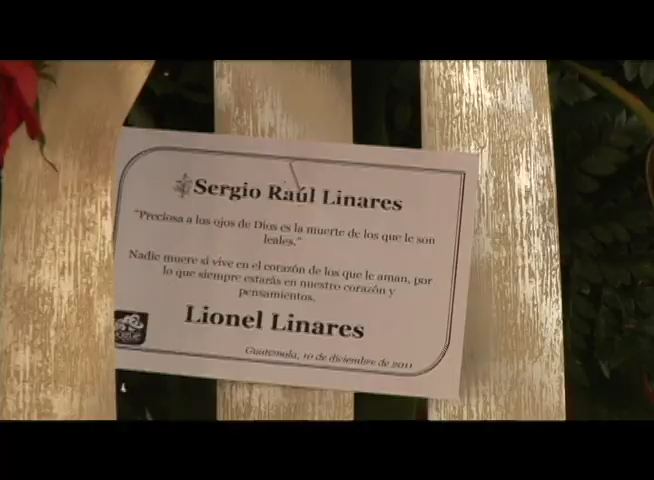 Sergio Raúl Linares
"Preciosa a los ojos de Dios es la muerte de los que le son
leales."
Nadie muere si vive en el corazón de los que le aman, por
lo que siempre estarás en nuestro corazón y
pensamientos.
Lionel Linares
Guatemala, 10 de diciembre de 2011